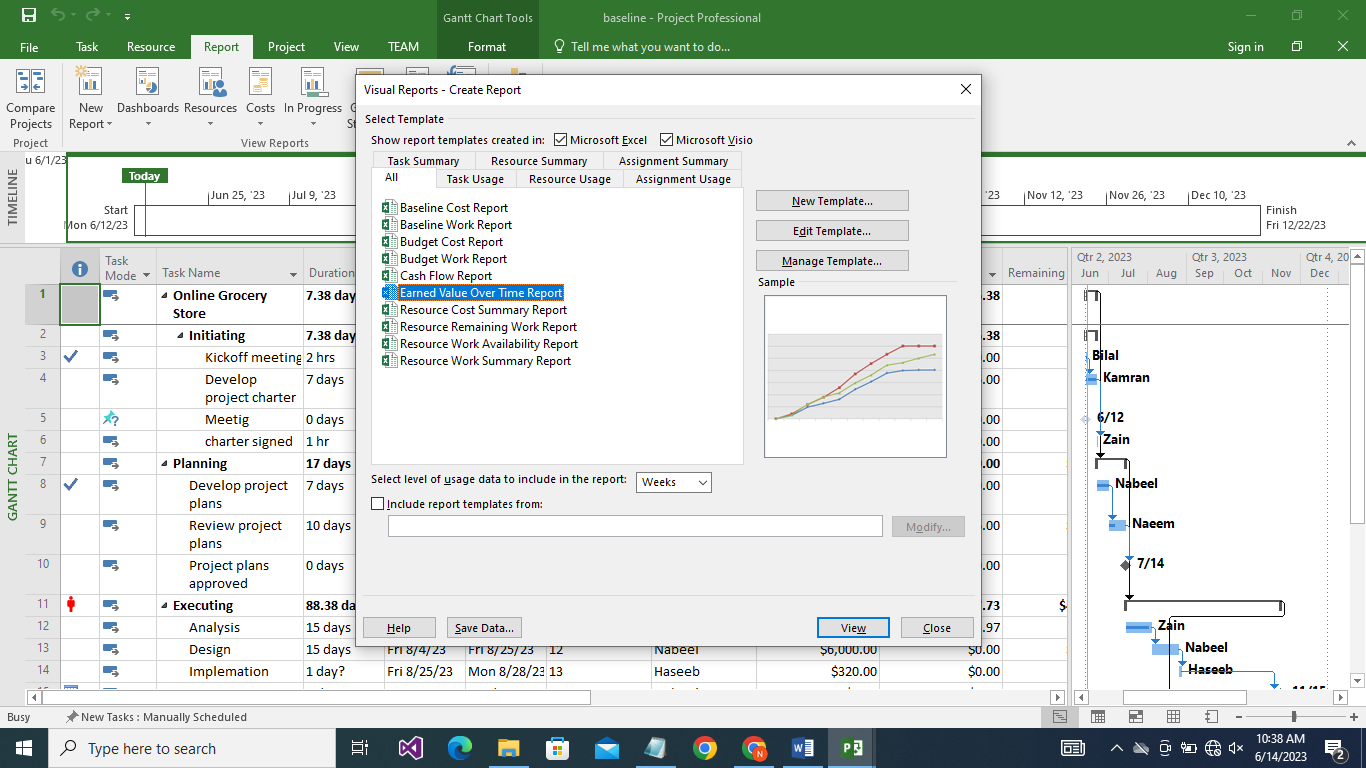 Gantt Chart Tools
baseline - Project Professional
File Task Resource Report Project View TEAM Format Tell me what you want to do... Sign in
Compare Projects
New Report
Dashboards
Resources
Costs
In Progress
Project
View Reports
Visual Reports - Create Report
Select Template
Show report templates created in: Microsoft Excel Microsoft Visio
Task Summary Resource Summary Assignment Summary
All Task Usage Resource Usage Assignment Usage
Baseline Cost Report
Baseline Work Report
Budget Cost Report
Budget Work Report
Cash Flow Report
Earned Value Over Time Report
Resource Cost Summary Report
Resource Remaining Work Report
Resource Work Availability Report
Resource Work Summary Report
New Template...
Edit Template...
Manage Template...
Sample
Select level of usage data to include in the report: Weeks
Include report templates from:
Modify...
Help Save Data... View Close
TIMELINE
u 6/1/23
Today
Jun 25, '23 Jul 9, '23 '23 Nov 12, '23 Nov 26, '23 Dec 10, '23
Start
Mon 6/12/23
Finish
Fri 12/22/23
GANTT CHART
Task Mode Task Name Duration Remaining
Qtr 2, 2023 Qtr 3, 2023 Qtr 4, 20
Jun Jul Aug Sep Oct Nov Dec
1 Online Grocery Store 7.38 day .38
2 Initiating 7.38 day .38
3 Kickoff meeting 2 hrs .00 Bilal
4 Develop project charter 7 days .00 Kamran
5 Meetig 0 days .00 6/12
6 charter signed 1 hr .00 Zain
7 Planning 17 days .00
8 Develop project plans 7 days .00 Nabeel
9 Review project plans 10 days .00 Naeem
10 Project plans approved 0 days .00 7/14
11 Executing 88.38 da .73
12 Analysis 15 days .97 Zain
13 Design 15 days Fri 8/4/23 Fri 8/25/23 12 Nabeel $6,000.00 $0.00 Nabeel
14 Implemation 1 day? Fri 8/25/23 Mon 8/28/23 13 Haseeb $320.00 $0.00 Haseeb
Busy New Tasks : Manually Scheduled
Type here to search
10:38 AM
6/14/2023
2